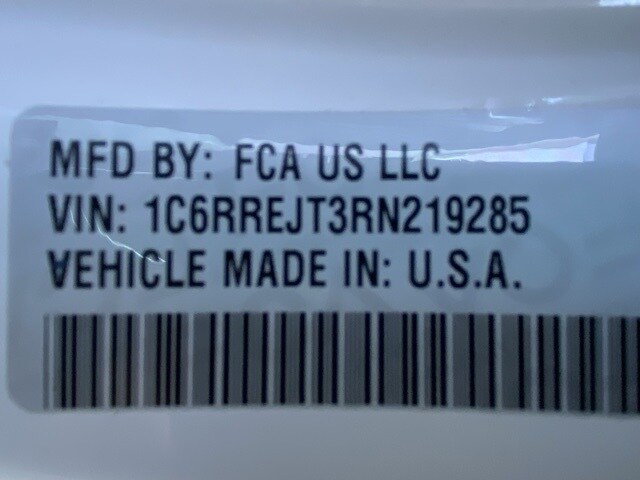 MFD BY: FCA US LLC
VIN: 1C6RREJT3RN219285
VEHICLE MADE IN: U.S.A.